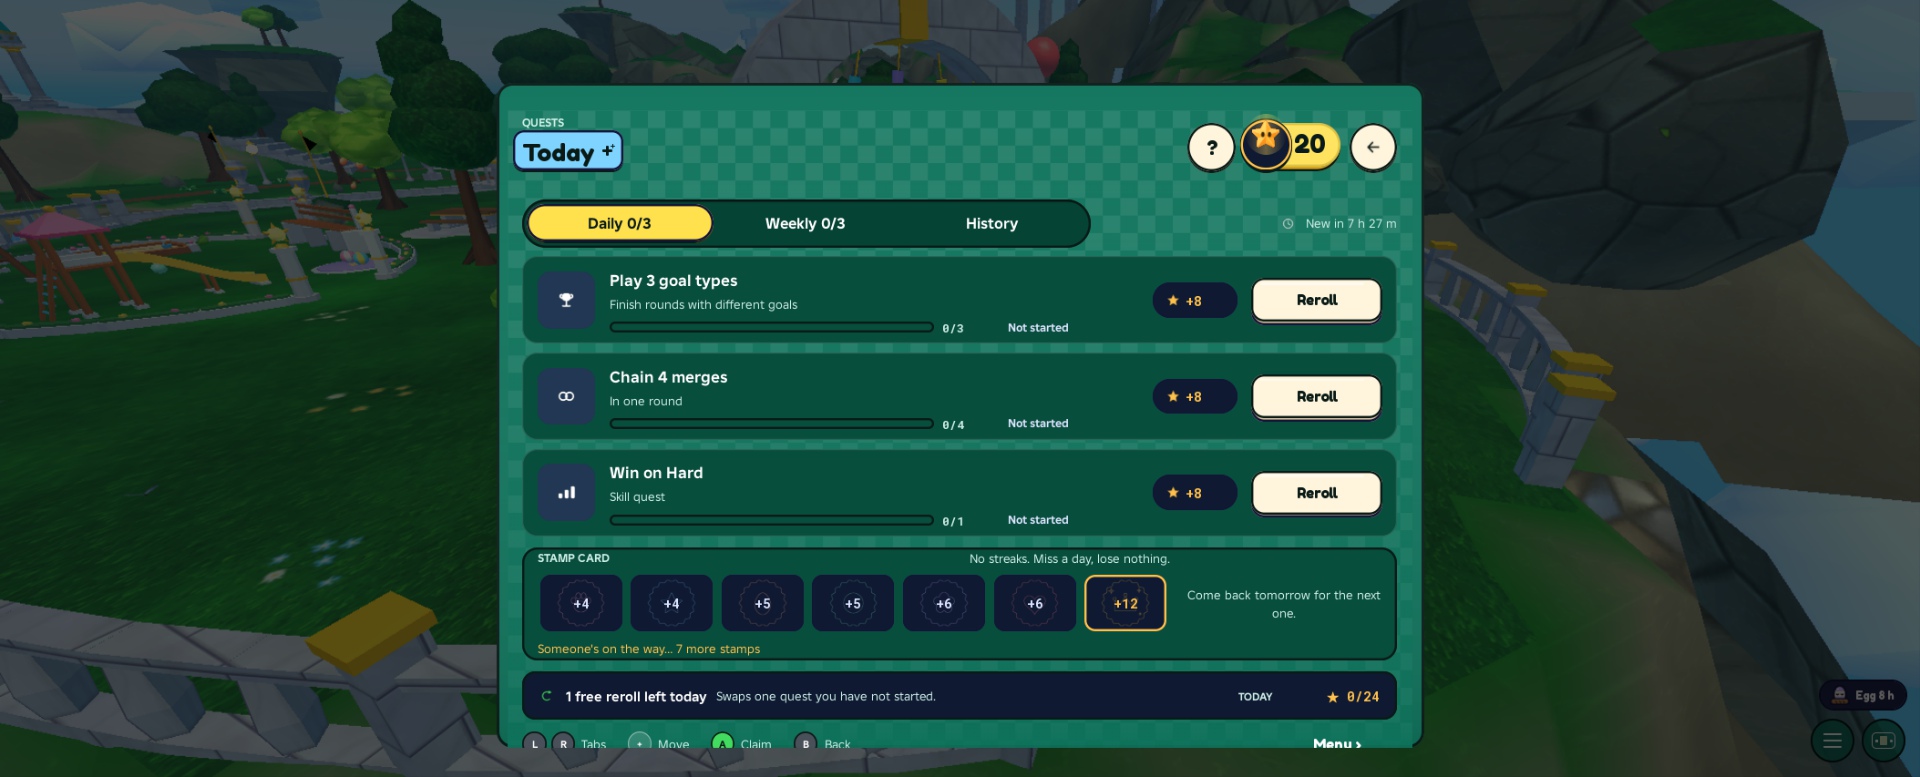 QUESTS
Today
?
20
Daily 0/3
Weekly 0/3
History
New in 7 h 27 m
Play 3 goal types
Finish rounds with different goals
0/3
Not started
+8
Reroll
Chain 4 merges
In one round
0/4
Not started
+8
Reroll
Win on Hard
Skill quest
0/1
Not started
+8
Reroll
STAMP CARD
No streaks. Miss a day, lose nothing.
+4
+4
+5
+5
+6
+6
+12
Come back tomorrow for the next
one.
Someone's on the way... 7 more stamps
1 free reroll left today
Swaps one quest you have not started.
TODAY
0/24
L R Tabs
Move
A Claim
B Back
Menu ›
Egg 8 h